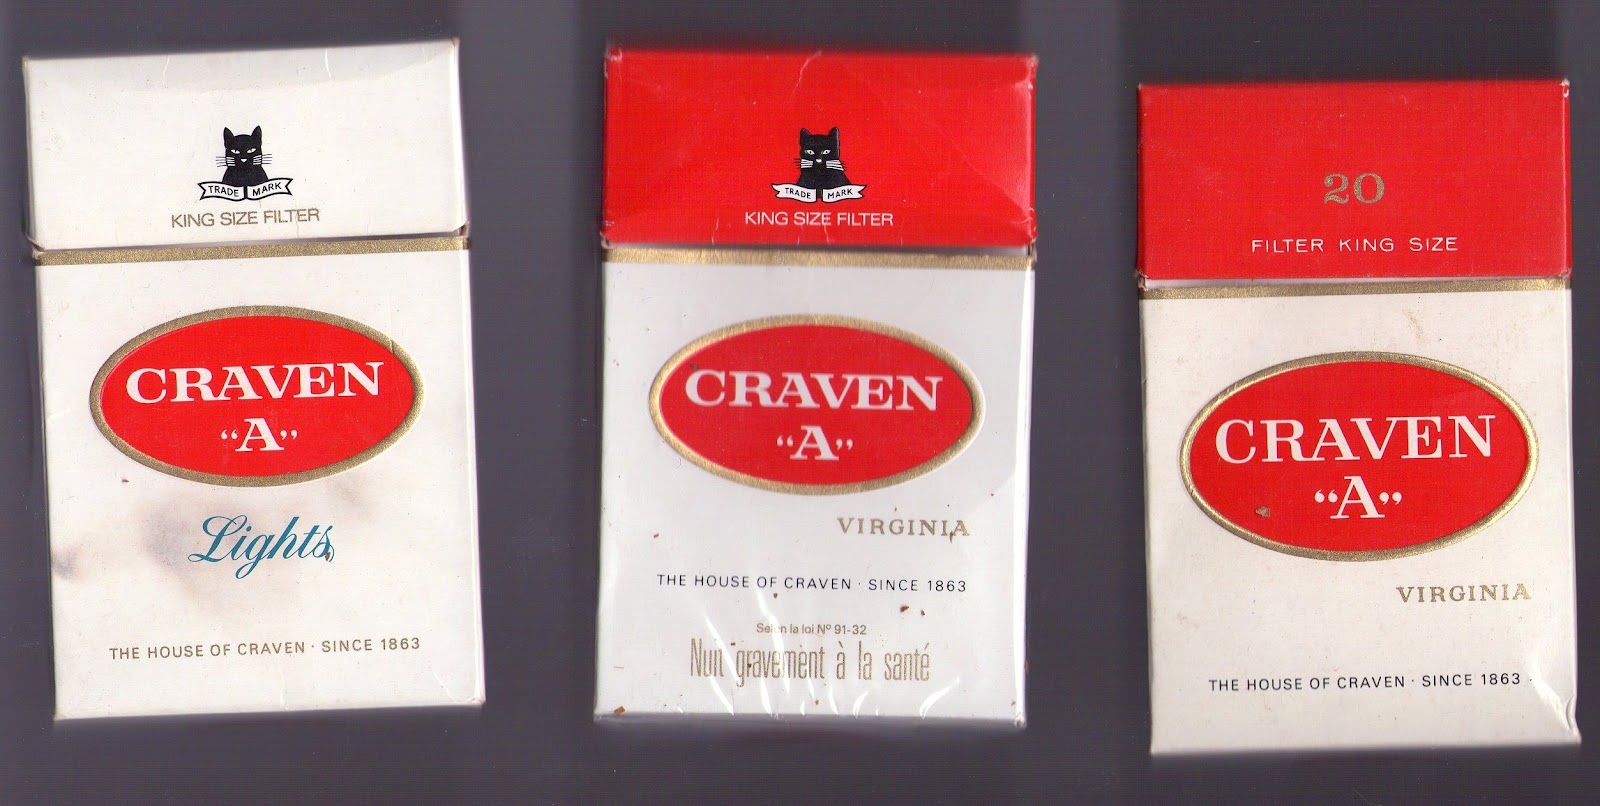 TRADE MARK
KING SIZE FILTER
CRAVEN
“A”
Lights
THE HOUSE OF CRAVEN · SINCE 1863
TRADE MARK
KING SIZE FILTER
CRAVEN
“A”
VIRGINIA
THE HOUSE OF CRAVEN · SINCE 1863
Selon la loi Nº 91-32
Nuit gravement à la santé
20
FILTER KING SIZE
CRAVEN
“A”
VIRGINIA
THE HOUSE OF CRAVEN · SINCE 1863